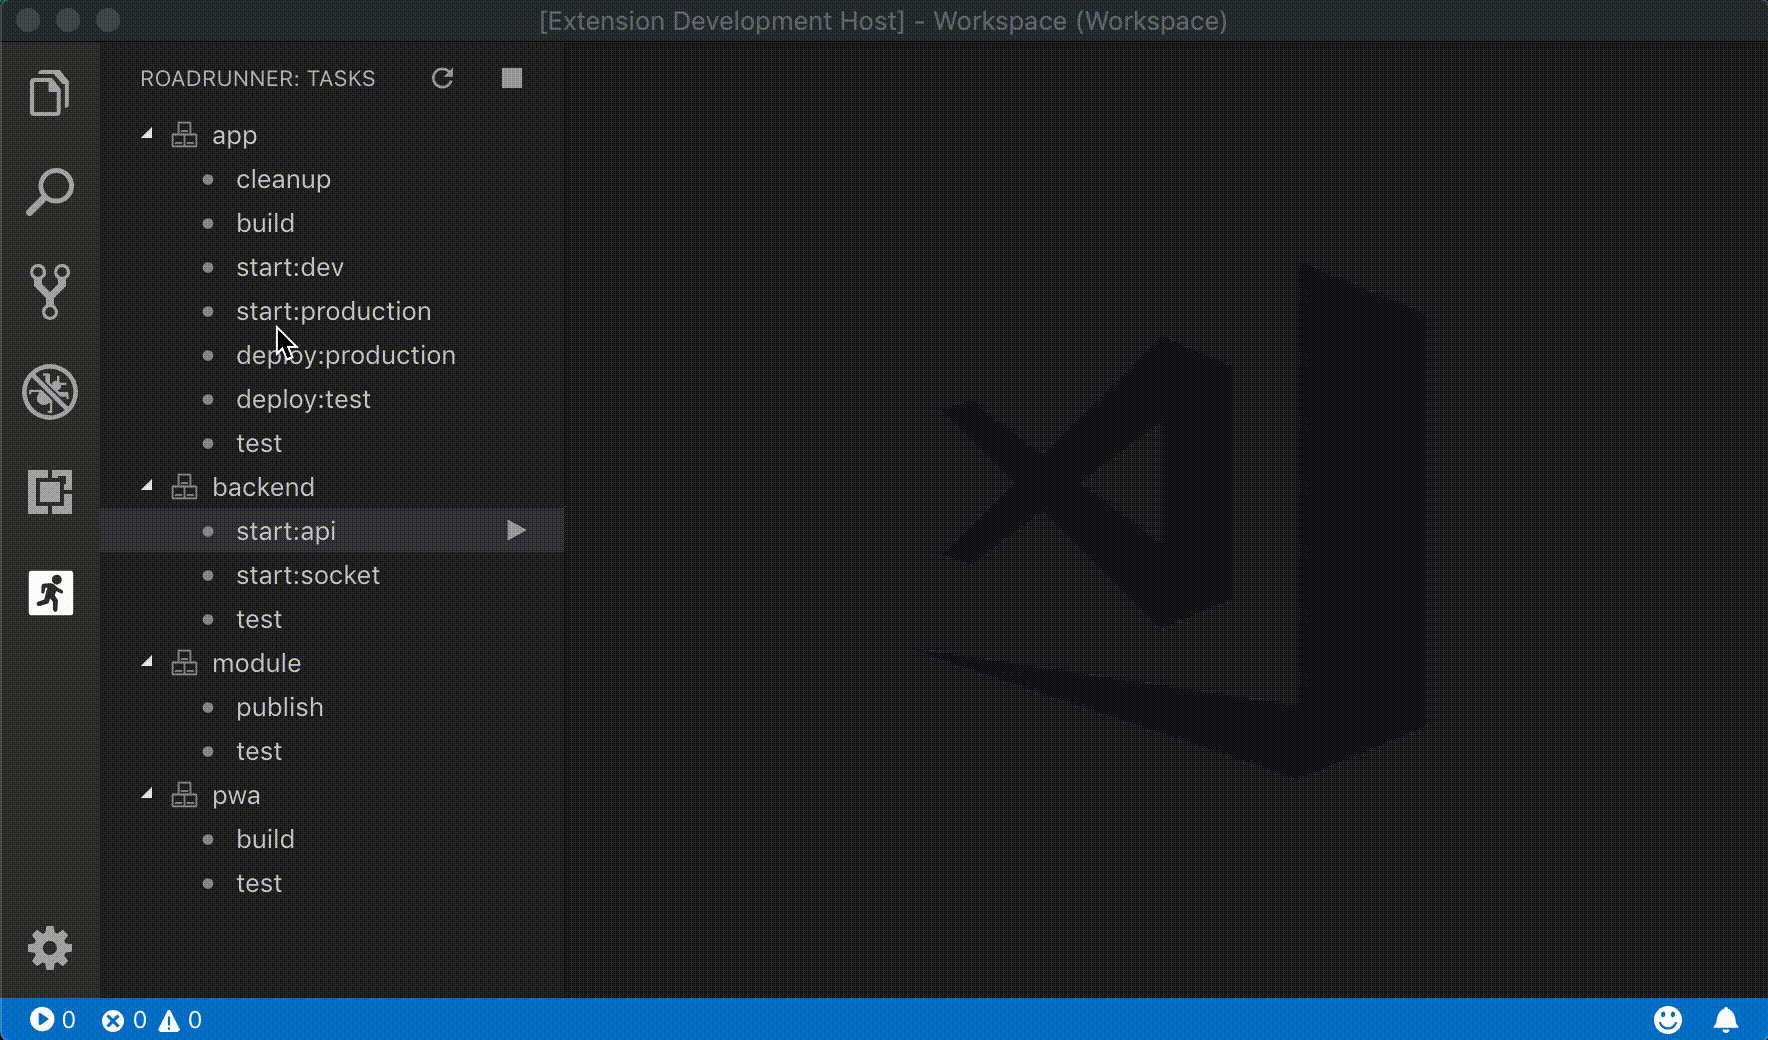 [Extension Development Host] - Workspace (Workspace)
ROADRUNNER: TASKS
app
cleanup
build
start:dev
start:production
deploy:production
deploy:test
test
backend
start:api
start:socket
test
module
publish
test
pwa
build
test
0 0 0